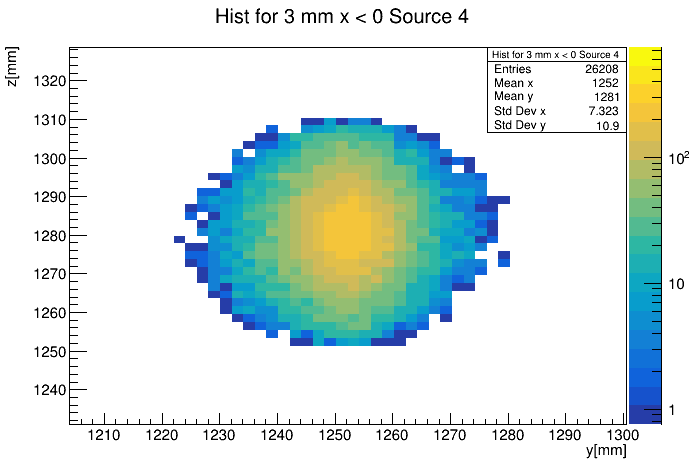 Hist for 3 mm x < 0 Source 4
z[mm]
Hist for 3 mm x < 0 Source 4
Entries 26208
Mean x 1252
Mean y 1281
Std Dev x 7.323
Std Dev y 10.9
1320
1310
1300
1290
1280
1270
1260
1250
1240
10²
10
1
1210 1220 1230 1240 1250 1260 1270 1280 1290 1300
y[mm]